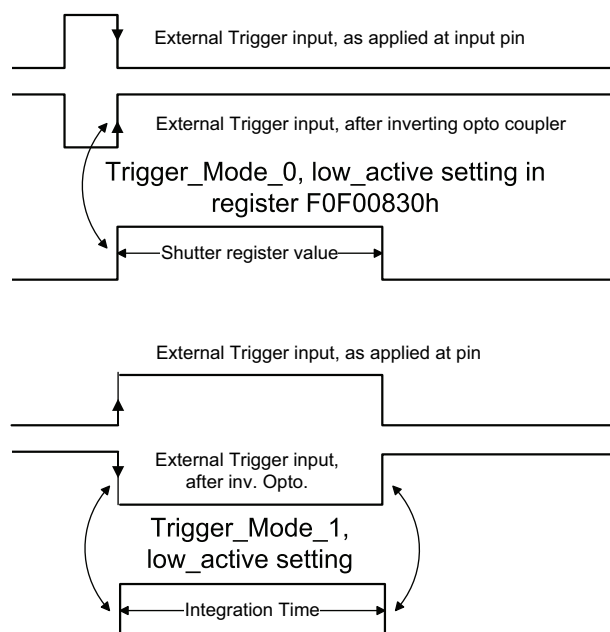 External Trigger input, as applied at input pin
External Trigger input, after inverting opto coupler
Trigger_Mode_0, low_active setting in
register F0F00830h
Shutter register value
External Trigger input, as applied at pin
External Trigger input,
after inv. Opto.
Trigger_Mode_1,
low_active setting
Integration Time